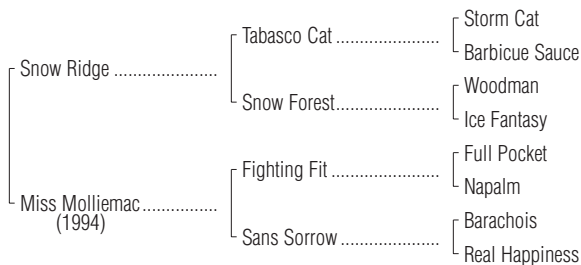 Storm Cat
Tabasco Cat ......................
Barbicue Sauce
Snow Ridge ......................
Woodman
Snow Forest......................
Ice Fantasy
Full Pocket
Fighting Fit ......................
Napalm
Miss Molliemac................
(1994)
Barachois
Sans Sorrow ....................
Real Happiness